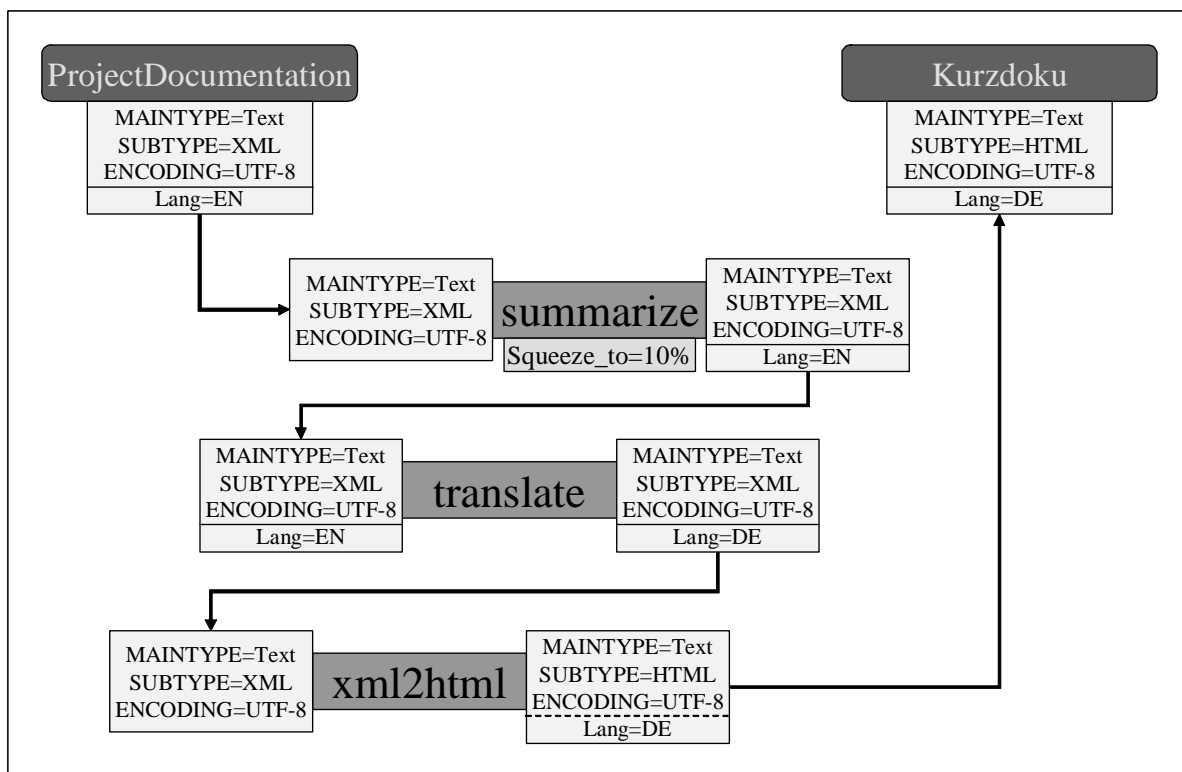 ProjectDocumentation
MAINTYPE=Text
SUBTYPE=XML
ENCODING=UTF-8
Lang=EN
Kurzdoku
MAINTYPE=Text
SUBTYPE=HTML
ENCODING=UTF-8
Lang=DE
MAINTYPE=Text
SUBTYPE=XML
ENCODING=UTF-8
summarize
Squeeze_to=10%
MAINTYPE=Text
SUBTYPE=XML
ENCODING=UTF-8
Lang=EN
MAINTYPE=Text
SUBTYPE=XML
ENCODING=UTF-8
Lang=EN
translate
MAINTYPE=Text
SUBTYPE=XML
ENCODING=UTF-8
Lang=DE
MAINTYPE=Text
SUBTYPE=XML
ENCODING=UTF-8
xml2html
MAINTYPE=Text
SUBTYPE=HTML
ENCODING=UTF-8
Lang=DE